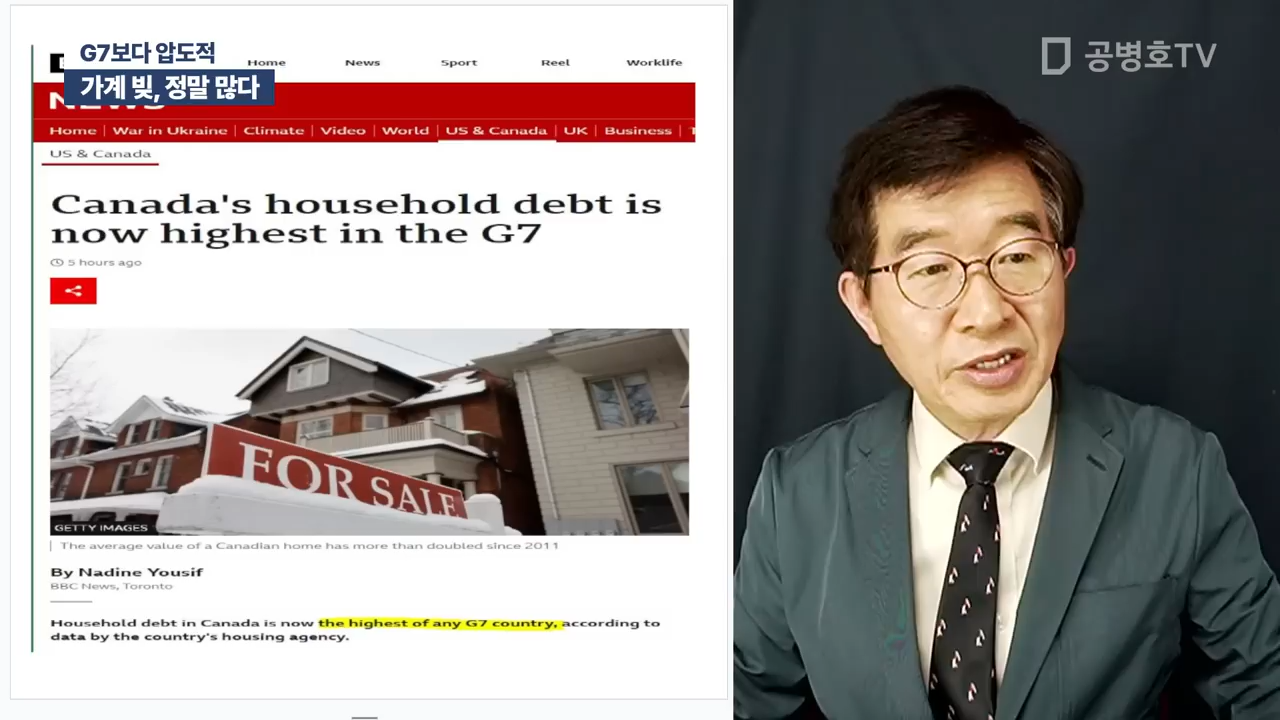 G7보다 압도적
가계 빚, 정말 많다
공병호TV
Home News Sport Reel Worklife
NEWS
Home War in Ukraine Climate Video World US & Canada UK Business
US & Canada
Canada's household debt is
now highest in the G7
5 hours ago
FOR SALE
GETTY IMAGES
The average value of a Canadian home has more than doubled since 2011
By Nadine Yousif
BBC News, Toronto
Household debt in Canada is now the highest of any G7 country, according to
data by the country's housing agency.